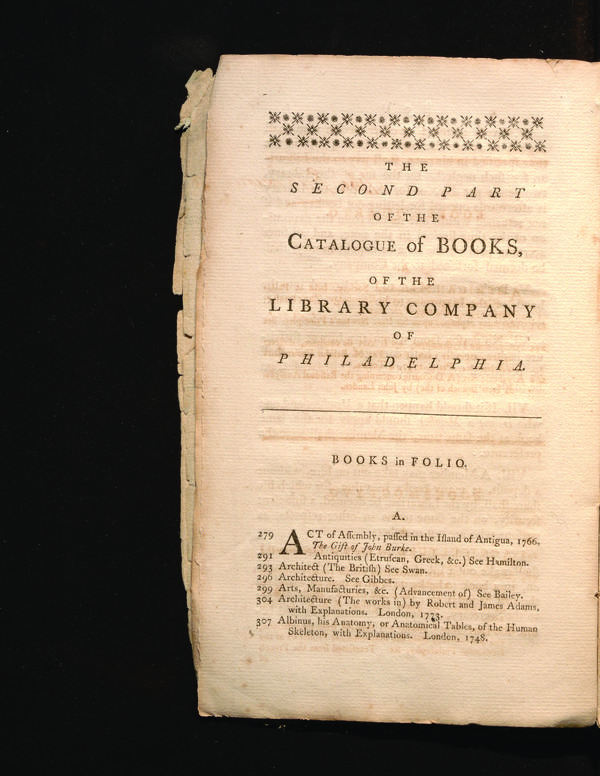 THE
SECOND PART
OF THE
CATALOGUE of BOOKS,
OF THE
LIBRARY COMPANY
OF
PHILADELPHIA.
BOOKS in FOLIO.
A.
279 ACT of Assembly, passed in the Island of Antigua, 1766.
The Gift of John Burke.
291 Antiquities (Etruscan, Greek, &c.) See Hamilton.
293 Architect (The British) See Swan.
296 Architecture. See Gibbes.
299 Arts, Manufacturies, &c. (Advancement of) See Bailey.
304 Architecture (The works in) by Robert and James Adams,
with Explanations. London, 1773.
307 Albinus, his Anatomy, or Anatomical Tables, of the Human
Skeleton, with Explanations. London, 1748.